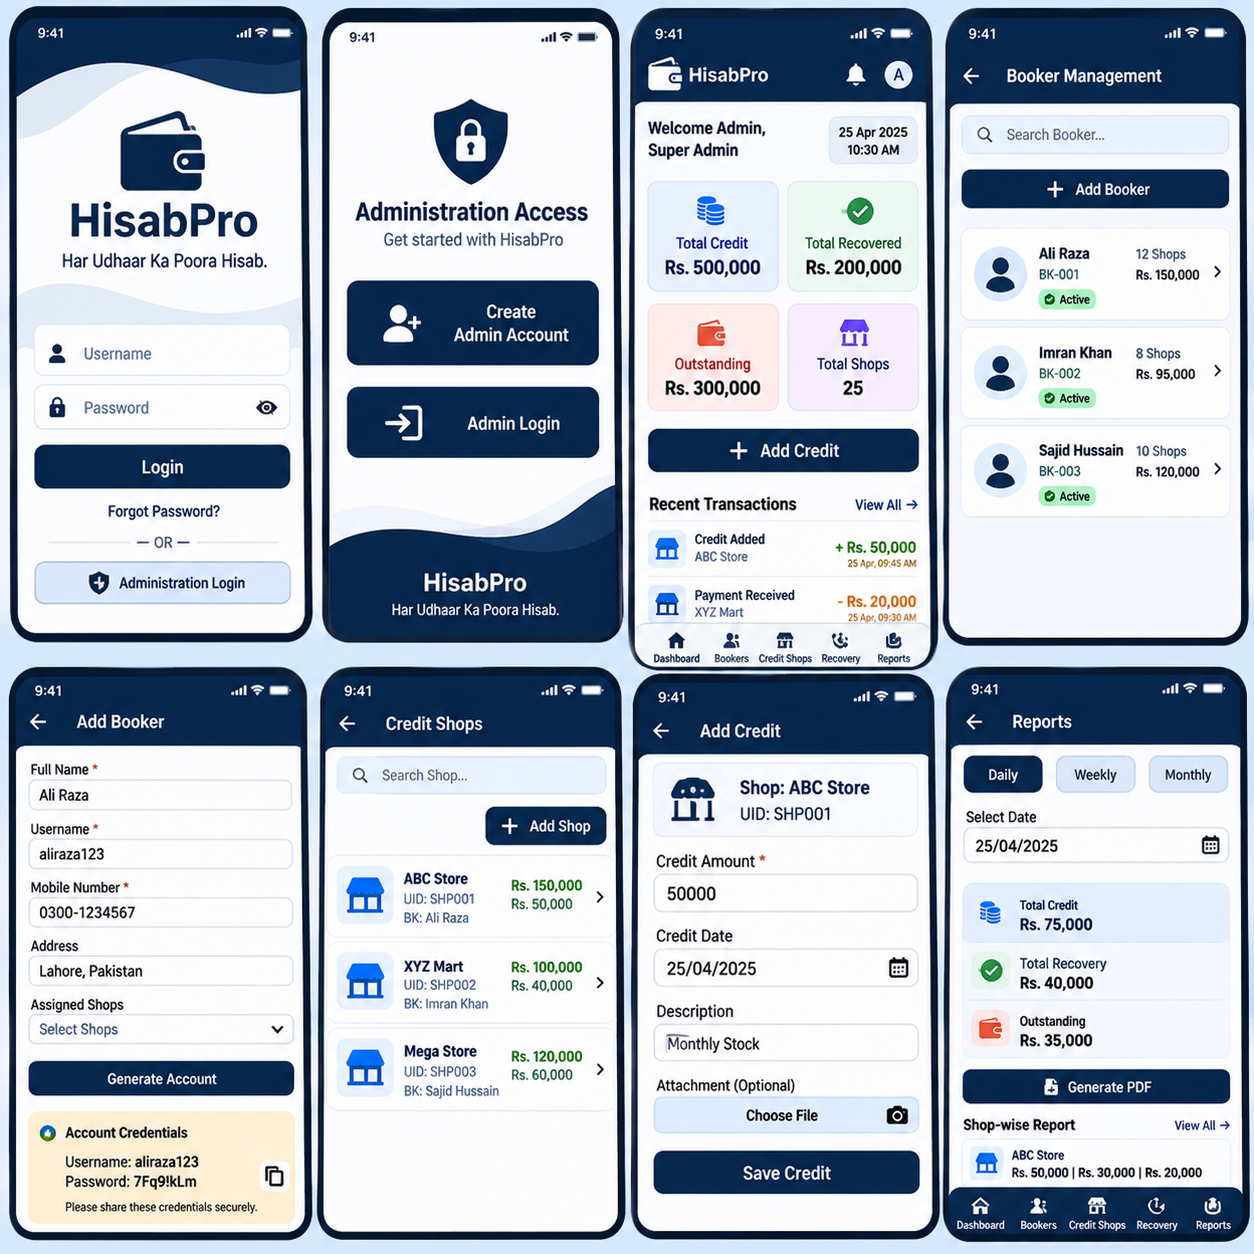 9:41
HisabPro
Har Udhaar Ka Poora Hisab.
Username
Password
Login
Forgot Password?
OR
Administration Login
9:41
Administration Access
Get started with HisabPro
Create
Admin Account
Admin Login
HisabPro
Har Udhaar Ka Poora Hisab.
9:41
HisabPro
A
Welcome Admin,
Super Admin
25 Apr 2025
10:30 AM
Total Credit
Rs. 500,000
Total Recovered
Rs. 200,000
Outstanding
Rs. 300,000
Total Shops
25
+ Add Credit
Recent Transactions
View All →
Credit Added
ABC Store
+ Rs. 50,000
25 Apr, 09:45 AM
Payment Received
XYZ Mart
- Rs. 20,000
25 Apr, 09:30 AM
Dashboard
Bookers
Credit Shops
Recovery
Reports
9:41
← Booker Management
Search Booker...
+ Add Booker
Ali Raza
BK-001
Active
12 Shops
Rs. 150,000
Imran Khan
BK-002
Active
8 Shops
Rs. 95,000
Sajid Hussain
BK-003
Active
10 Shops
Rs. 120,000
9:41
← Add Booker
Full Name *
Ali Raza
Username *
aliraza123
Mobile Number *
0300-1234567
Address
Lahore, Pakistan
Assigned Shops
Select Shops
Generate Account
Account Credentials
Username: aliraza123
Password: 7Fq9!kLm
Please share these credentials securely.
9:41
← Credit Shops
Search Shop...
+ Add Shop
ABC Store
UID: SHP001
BK: Ali Raza
Rs. 150,000
Rs. 50,000
XYZ Mart
UID: SHP002
BK: Imran Khan
Rs. 100,000
Rs. 40,000
Mega Store
UID: SHP003
BK: Sajid Hussain
Rs. 120,000
Rs. 60,000
9:41
← Add Credit
Shop: ABC Store
UID: SHP001
Credit Amount *
50000
Credit Date
25/04/2025
Description
Monthly Stock
Attachment (Optional)
Choose File
Save Credit
9:41
← Reports
Daily
Weekly
Monthly
Select Date
25/04/2025
Total Credit
Rs. 75,000
Total Recovery
Rs. 40,000
Outstanding
Rs. 35,000
Generate PDF
Shop-wise Report
View All →
ABC Store
Rs. 50,000 | Rs. 30,000 | Rs. 20,000
Dashboard
Bookers
Credit Shops
Recovery
Reports